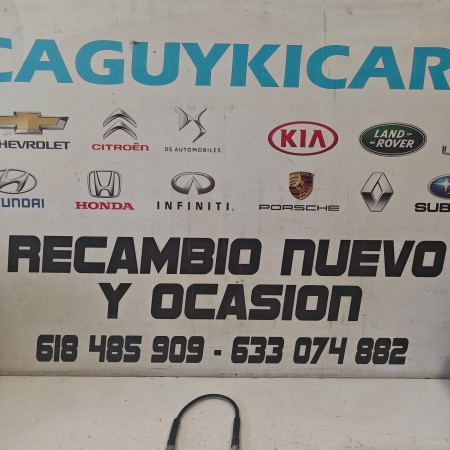 CAGUYKICAR
CHEVROLET CITROËN DS AUTOMOBILES KIA LAND ROVER
HYUNDAI HONDA INFINITI. PORSCHE SUB
RECAMBIO NUEVO
Y OCASION
618 485 909 - 633 074 882